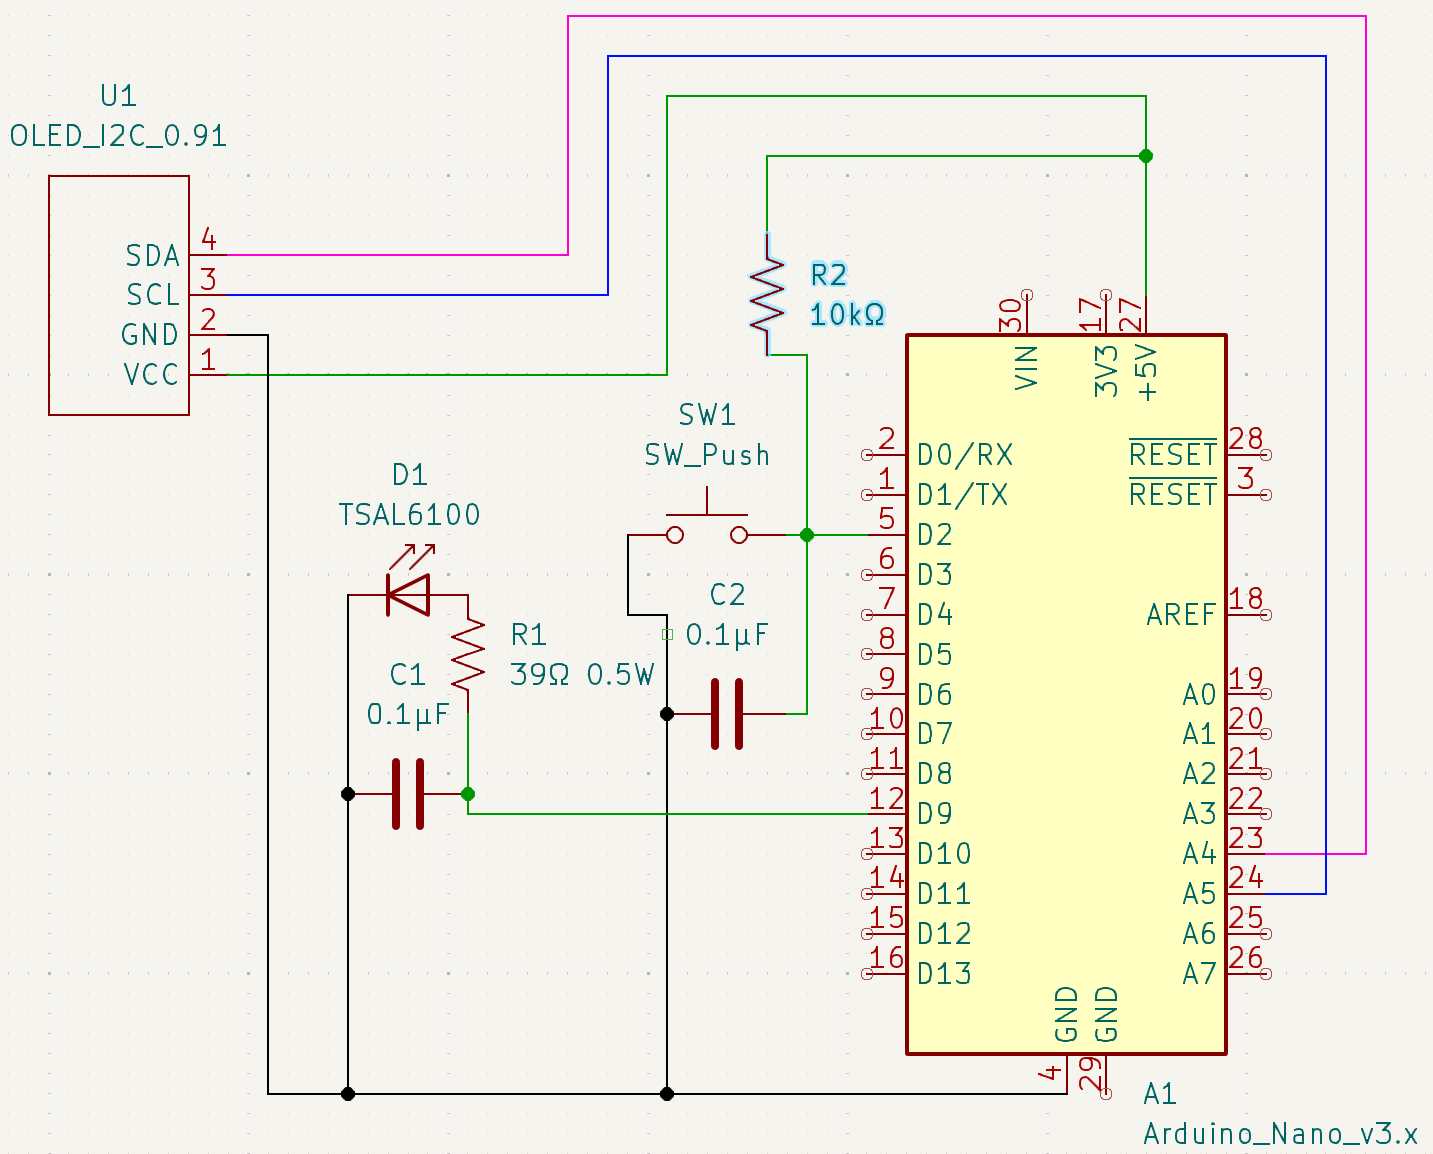 U1
OLED_I2C_0.91
SDA 4
SCL 3
GND 2
VCC 1
R2
10kΩ
SW1
SW_Push
D1
TSAL6100
C2
0.1µF
R1
39Ω 0.5W
C1
0.1µF
30 17 27
VIN 3V3 +5V
2 D0/RX RESET 28
1 D1/TX RESET 3
5 D2
6 D3
7 D4 AREF 18
8 D5
9 D6 A0 19
10 D7 A1 20
11 D8 A2 21
12 D9 A3 22
13 D10 A4 23
14 D11 A5 24
15 D12 A6 25
16 D13 A7 26
GND GND
4 29
A1
Arduino_Nano_v3.x